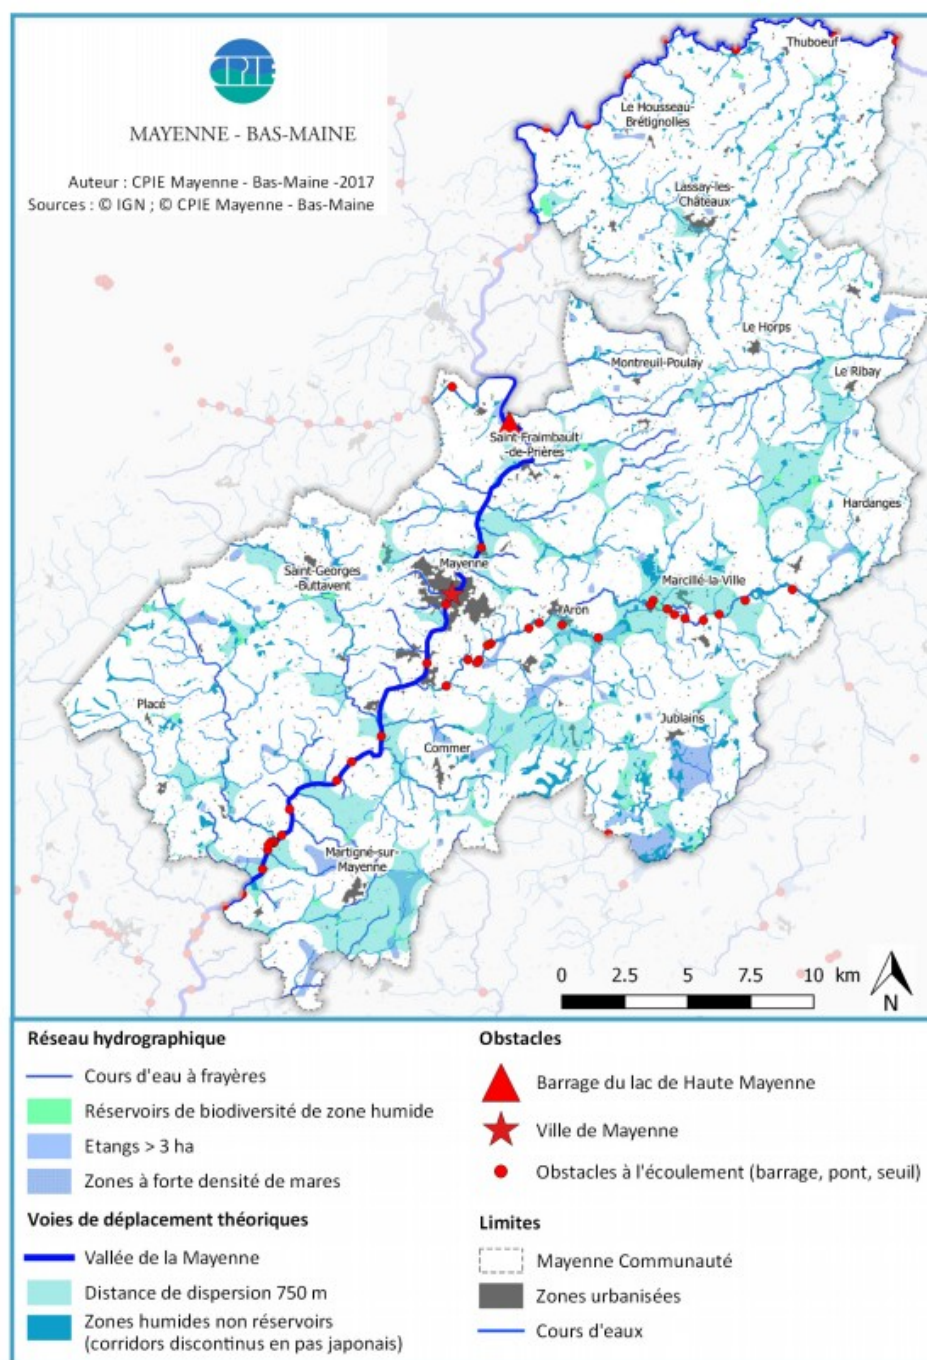 CPIE
MAYENNE - BAS-MAINE
Auteur : CPIE Mayenne - Bas-Maine -2017
Sources : © IGN ; © CPIE Mayenne - Bas-Maine
Thuboeuf
Le Housseau-
Brétignolles
Lassay-les-
Châteaux
Le Horps
Montreuil-Poulay
Le Ribay
Saint-Fraimbault
-de-Prières
Hardanges
Mayenne
Saint-Georges
-Buttavent
Marcillé-la-Ville
Aron
Placé
Jublains
Commer
Martigné-sur-
Mayenne
0 2.5 5 7.5 10 km
N
Réseau hydrographique
Cours d'eau à frayères
Réservoirs de biodiversité de zone humide
Etangs > 3 ha
Zones à forte densité de mares
Voies de déplacement théoriques
Vallée de la Mayenne
Distance de dispersion 750 m
Zones humides non réservoirs
(corridors discontinus en pas japonais)
Obstacles
Barrage du lac de Haute Mayenne
Ville de Mayenne
Obstacles à l'écoulement (barrage, pont, seuil)
Limites
Mayenne Communauté
Zones urbanisées
Cours d'eaux